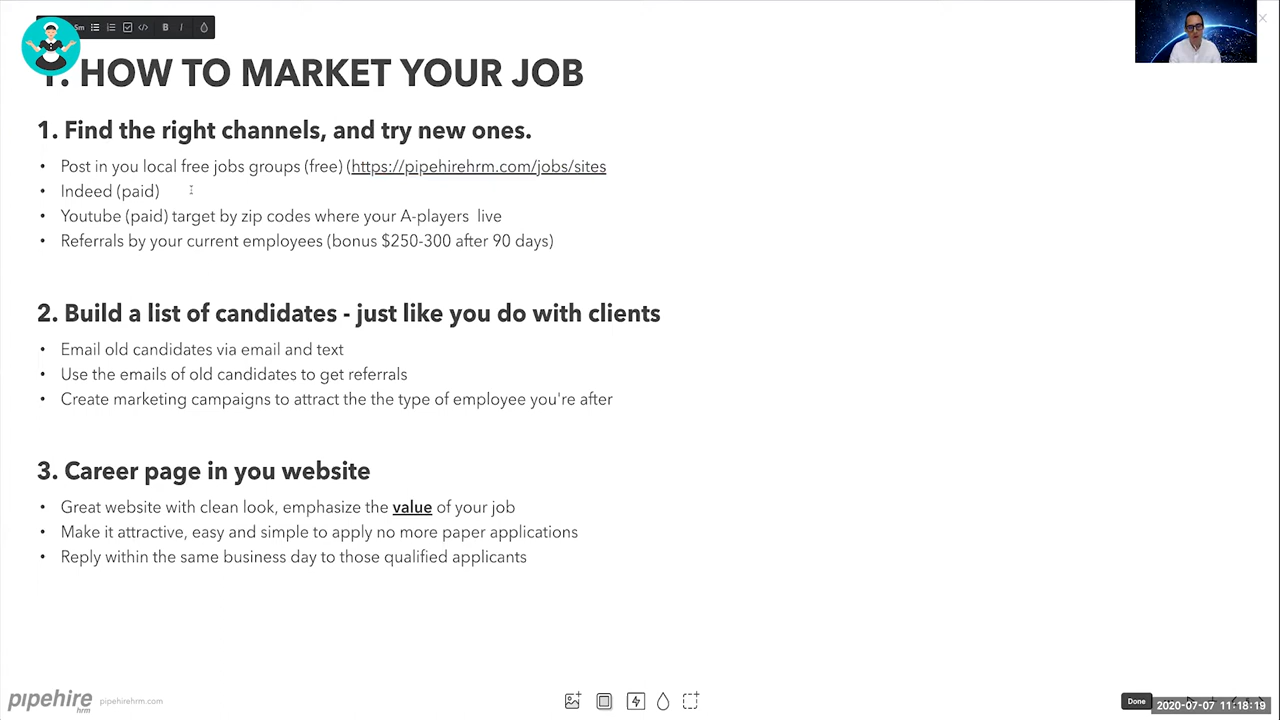 B I
1. HOW TO MARKET YOUR JOB
1. Find the right channels, and try new ones.
• Post in you local free jobs groups (free) (https://pipehirehrm.com/jobs/sites
• Indeed (paid)
• Youtube (paid) target by zip codes where your A-players live
• Referrals by your current employees (bonus $250-300 after 90 days)
2. Build a list of candidates - just like you do with clients
• Email old candidates via email and text
• Use the emails of old candidates to get referrals
• Create marketing campaigns to attract the the type of employee you're after
3. Career page in you website
• Great website with clean look, emphasize the value of your job
• Make it attractive, easy and simple to apply no more paper applications
• Reply within the same business day to those qualified applicants
pipehire
hrm
pipehirehrm.com
Done
2020-07-07 11:18:19